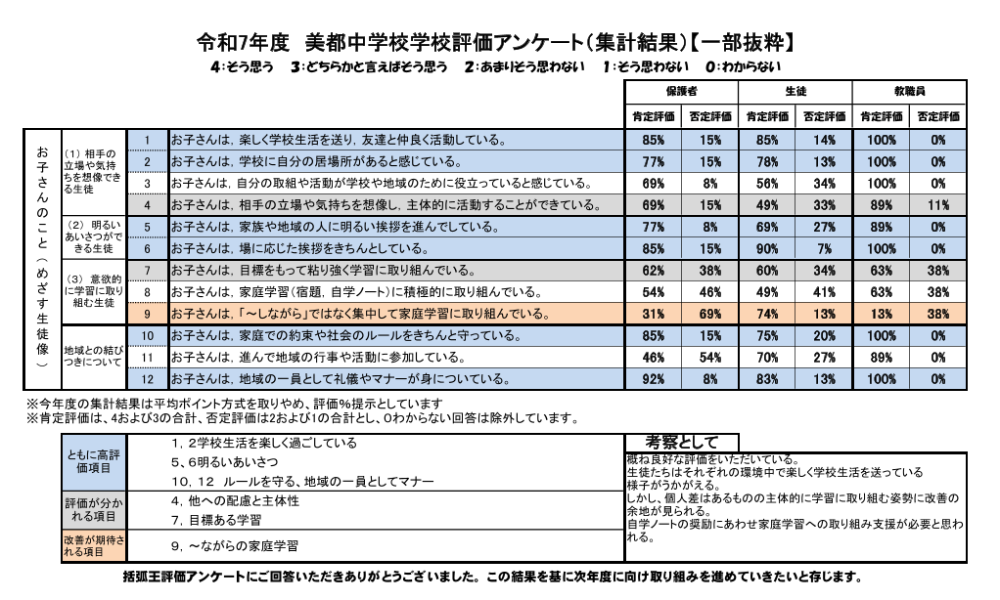 令和7年度　美都中学校学校評価アンケート（集計結果）【一部抜粋】
4：そう思う　3：どちらかと言えばそう思う　2：あまりそう思わない　1：そう思わない　0：わからない
保護者　生徒　教職員
肯定評価　否定評価　肯定評価　否定評価　肯定評価　否定評価
お子さんのこと（めざす生徒像）
（1）相手の立場や気持ちを想像できる生徒
1　お子さんは，楽しく学校生活を送り，友達と仲良く活動している。　85%　15%　85%　14%　100%　0%
2　お子さんは，学校に自分の居場所があると感じている。　77%　15%　78%　13%　100%　0%
3　お子さんは，自分の取組や活動が学校や地域のために役立っていると感じている。　69%　8%　56%　34%　100%　0%
4　お子さんは，相手の立場や気持ちを想像し，主体的に活動することができている。　69%　15%　49%　33%　89%　11%
（2）明るいあいさつができる生徒
5　お子さんは，家族や地域の人に明るい挨拶を進んでしている。　77%　8%　69%　27%　89%　0%
6　お子さんは，場に応じた挨拶をきちんとしている。　85%　15%　90%　7%　100%　0%
（3）意欲的に学習に取り組む生徒
7　お子さんは，目標をもって粘り強く学習に取り組んでいる。　62%　38%　60%　34%　63%　38%
8　お子さんは，家庭学習（宿題，自学ノート）に積極的に取り組んでいる。　54%　46%　49%　41%　63%　38%
9　お子さんは，「～しながら」ではなく集中して家庭学習に取り組んでいる。　31%　69%　74%　13%　13%　38%
地域との結びつきについて
10　お子さんは，家庭での約束や社会のルールをきちんと守っている。　85%　15%　75%　20%　100%　0%
11　お子さんは，進んで地域の行事や活動に参加している。　46%　54%　70%　27%　89%　0%
12　お子さんは，地域の一員として礼儀やマナーが身についている。　92%　8%　83%　13%　100%　0%
※今年度の集計結果は平均ポイント方式を取りやめ、評価％提示としています
※肯定評価は、4および3の合計、否定評価は2および1の合計とし、0わからない回答は除外しています。
ともに高評価項目
1，2学校生活を楽しく過ごしている
5、6明るいあいさつ
10，12　ルールを守る、地域の一員としてマナー
評価が分かれる項目
4，他への配慮と主体性
7，目標ある学習
改善が期待される項目
9，～ながらの家庭学習
考察として
概ね良好な評価をいただいている。
生徒たちはそれぞれの環境中で楽しく学校生活を送っている
様子がうかがえる。
しかし、個人差はあるものの主体的に学習に取り組む姿勢に改善の
余地が見られる。
自学ノートの奨励にあわせ家庭学習への取り組み支援が必要と思わ
れる。
括弧王評価アンケートにご回答いただきありがとうございました。この結果を基に次年度に向け取り組みを進めていきたいと存じます。